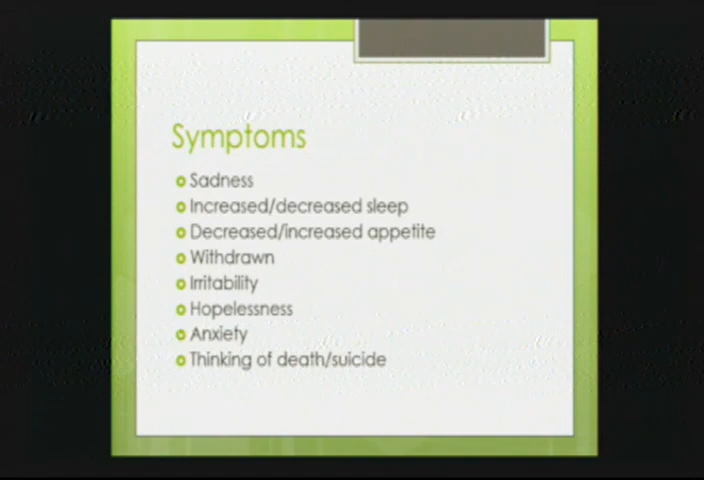 Symptoms
Sadness
Increased/decreased sleep
Decreased/increased appetite
Withdrawn
Irritability
Hopelessness
Anxiety
Thinking of death/suicide